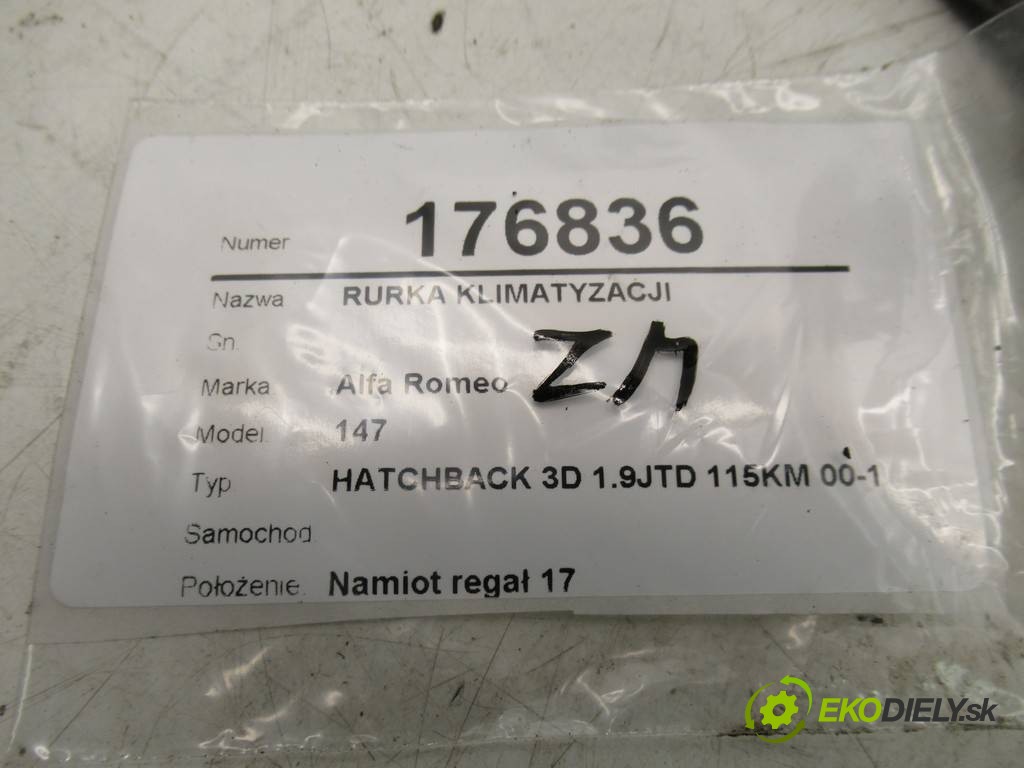 Numer 176836
Nazwa RURKA KLIMATYZACJI
Sn.
Marka Alfa Romeo ZM
Model 147
Typ HATCHBACK 3D 1.9JTD 115KM 00-1
Samochod
Położenie Namiot regał 17
EKODIELY.sk